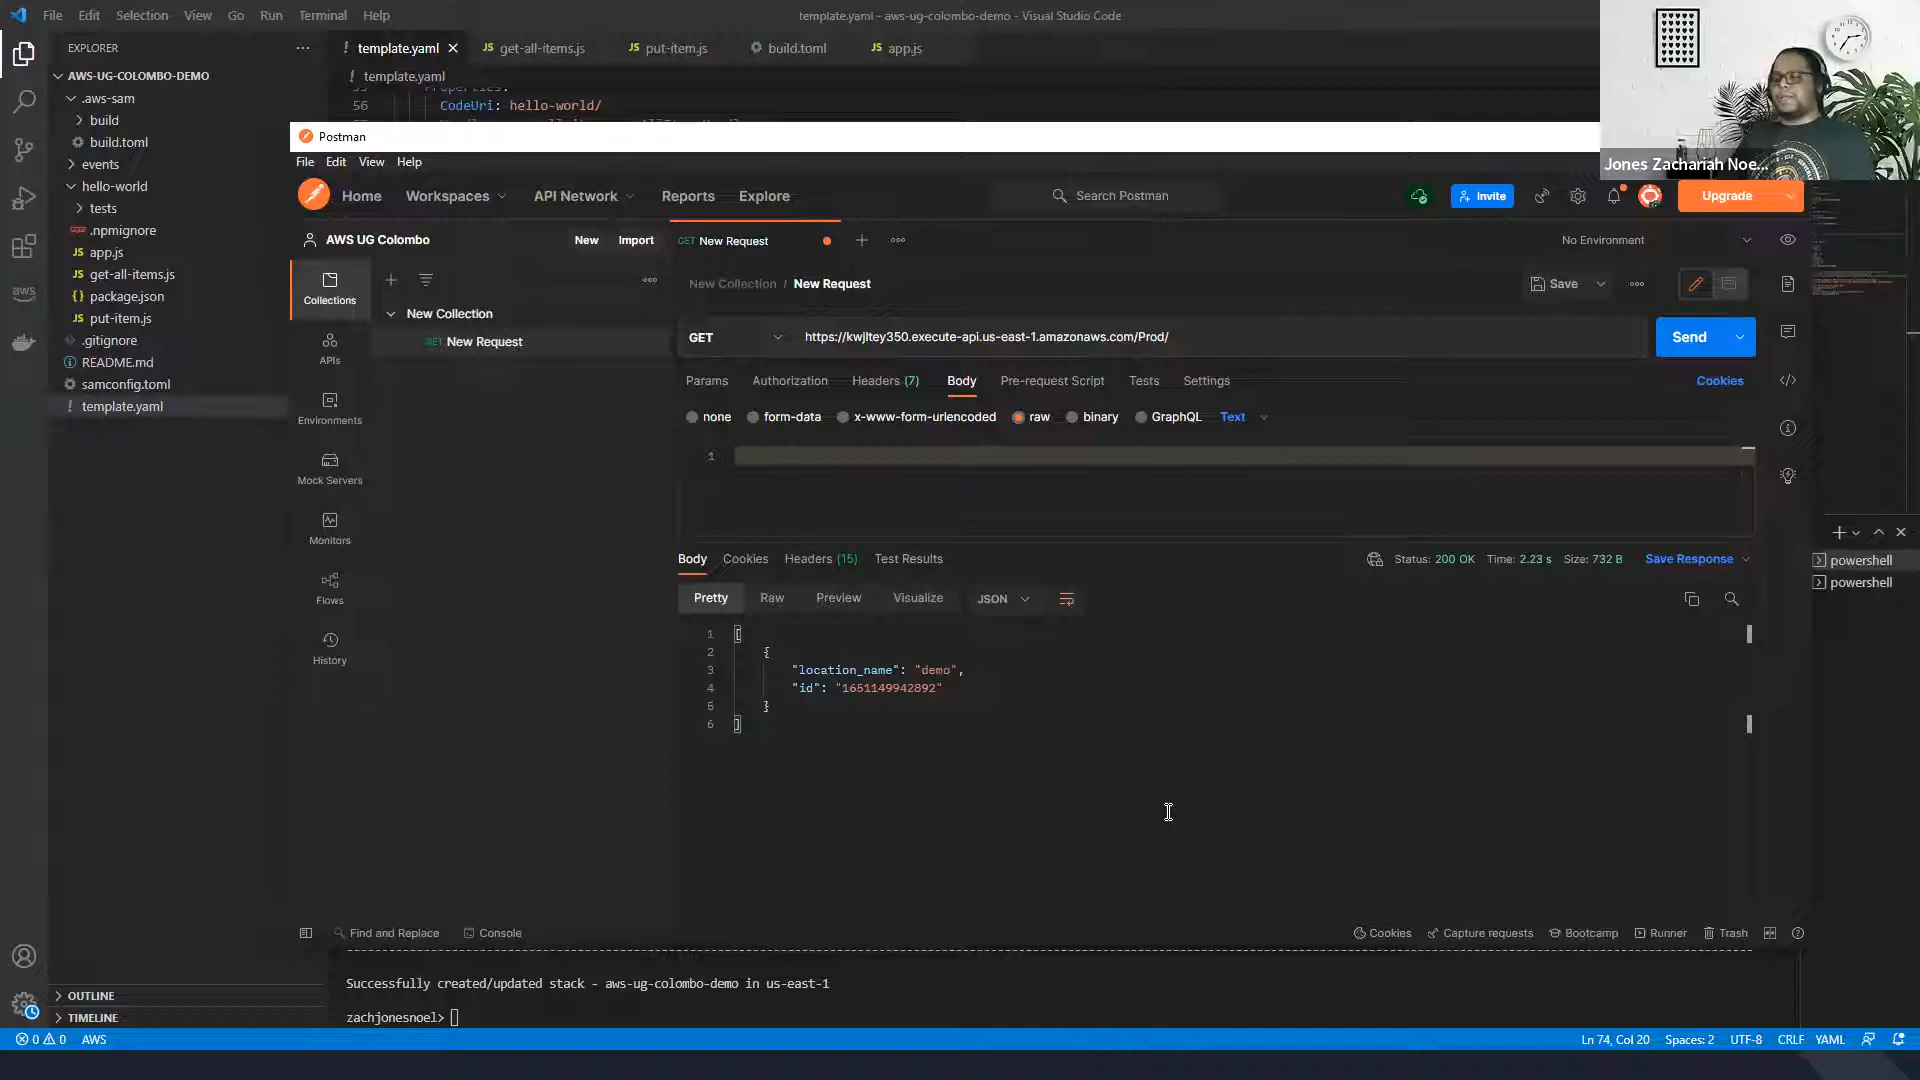 File Edit Selection View Go Run Terminal Help
template.yaml - aws-ug-colombo-demo - Visual Studio Code
EXPLORER
AWS-UG-COLOMBO-DEMO
.aws-sam
build
build.toml
events
hello-world
tests
.npmignore
app.js
get-all-items.js
package.json
put-item.js
.gitignore
README.md
samconfig.toml
template.yaml
OUTLINE
TIMELINE
aws
template.yaml get-all-items.js put-item.js build.toml app.js
template.yaml
Properties:
56 CodeUri: hello-world/
Jones Zachariah Noe...
Postman
File Edit View Help
Home Workspaces API Network Reports Explore
Search Postman
Invite
Upgrade
AWS UG Colombo
New Import
GET New Request
No Environment
Collections
APIs
Environments
Mock Servers
Monitors
Flows
History
New Collection
GET New Request
New Collection / New Request
Save
GET https://kwjltey350.execute-api.us-east-1.amazonaws.com/Prod/
Send
Params Authorization Headers (7) Body Pre-request Script Tests Settings
Cookies
none form-data x-www-form-urlencoded raw binary GraphQL Text
1
Body Cookies Headers (15) Test Results
Status: 200 OK Time: 2.23 s Size: 732 B Save Response
Pretty Raw Preview Visualize JSON
1 [
2 {
3 "location_name": "demo",
4 "id": "1651149942892"
5 }
6 ]
Find and Replace Console
Cookies Capture requests Bootcamp Runner Trash
powershell
powershell
Successfully created/updated stack - aws-ug-colombo-demo in us-east-1
zachjonesnoel>
0 0 AWS
Ln 74, Col 20 Spaces: 2 UTF-8 CRLF YAML